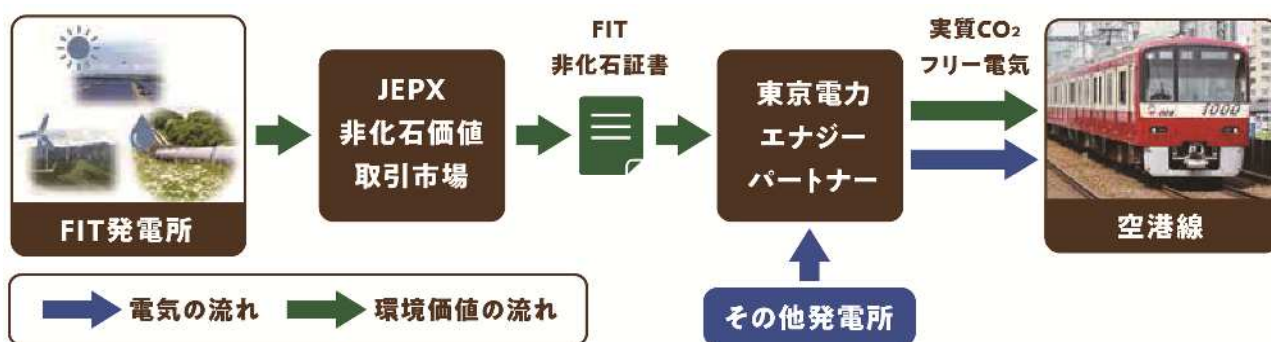 FIT発電所
JEPX
非化石価値
取引市場
FIT
非化石証書
東京電力
エナジー
パートナー
実質CO₂
フリー電気
1000
空港線
電気の流れ
環境価値の流れ
その他発電所